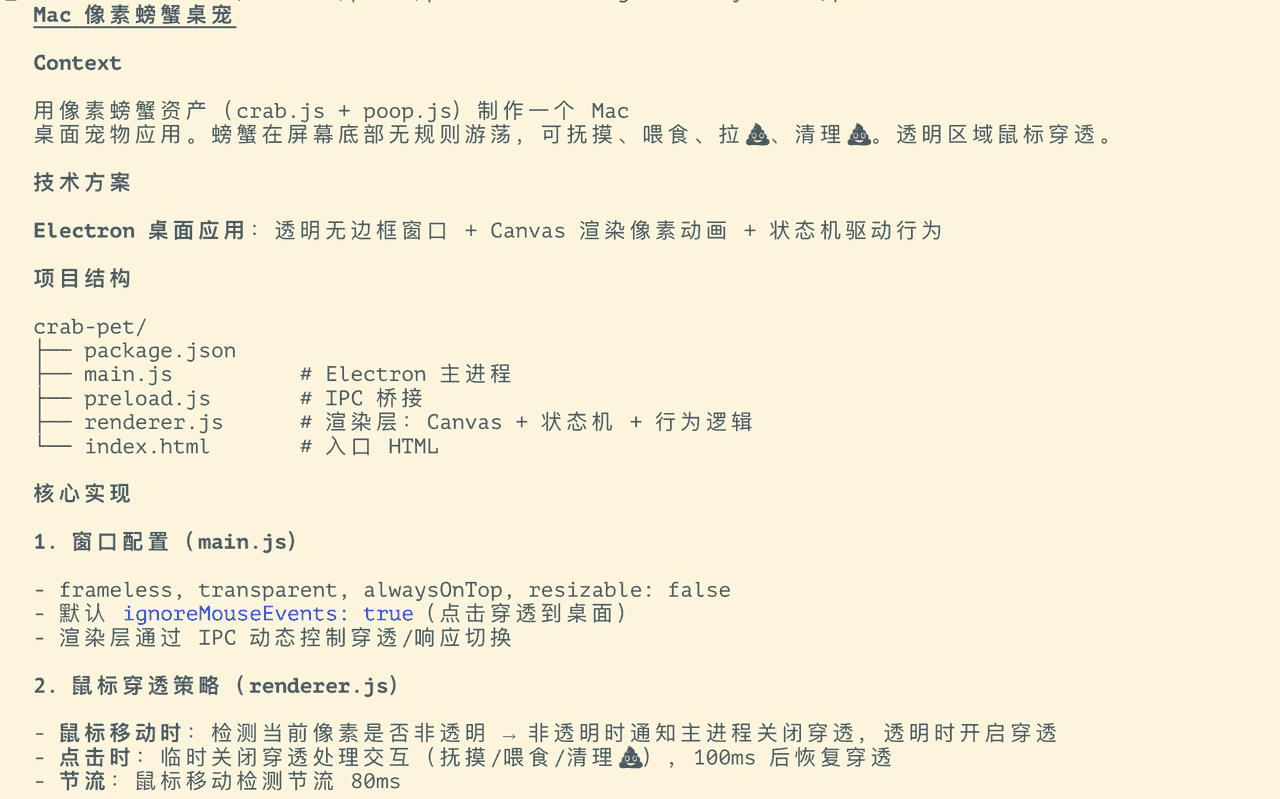 Mac 像素螃蟹桌宠
Context
用像素螃蟹资产（crab.js + poop.js）制作一个 Mac
桌面宠物应用。螃蟹在屏幕底部无规则游荡，可抚摸、喂食、拉💩、清理💩。透明区域鼠标穿透。
技术方案
Electron 桌面应用：透明无边框窗口 + Canvas 渲染像素动画 + 状态机驱动行为
项目结构
crab-pet/
├── package.json
├── main.js          # Electron 主进程
├── preload.js       # IPC 桥接
├── renderer.js      # 渲染层：Canvas + 状态机 + 行为逻辑
└── index.html       # 入口 HTML
核心实现
1. 窗口配置（main.js）
- frameless, transparent, alwaysOnTop, resizable: false
- 默认 ignoreMouseEvents: true（点击穿透到桌面）
- 渲染层通过 IPC 动态控制穿透/响应切换
2. 鼠标穿透策略（renderer.js）
- 鼠标移动时：检测当前像素是否非透明 → 非透明时通知主进程关闭穿透，透明时开启穿透
- 点击时：临时关闭穿透处理交互（抚摸/喂食/清理💩），100ms 后恢复穿透
- 节流：鼠标移动检测节流 80ms